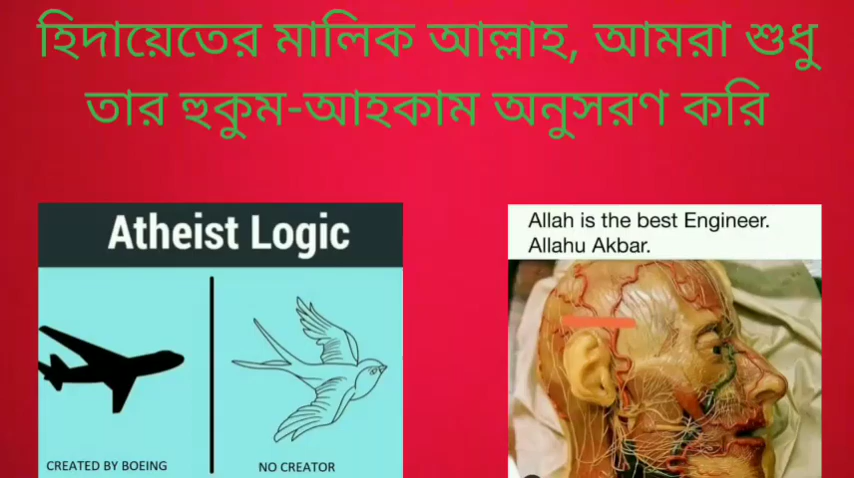 হিদায়েতের মালিক আল্লাহ, আমরা শুধু
তার হুকুম-আহকাম অনুসরণ করি
Atheist Logic
CREATED BY BOEING
NO CREATOR
Allah is the best Engineer.
Allahu Akbar.